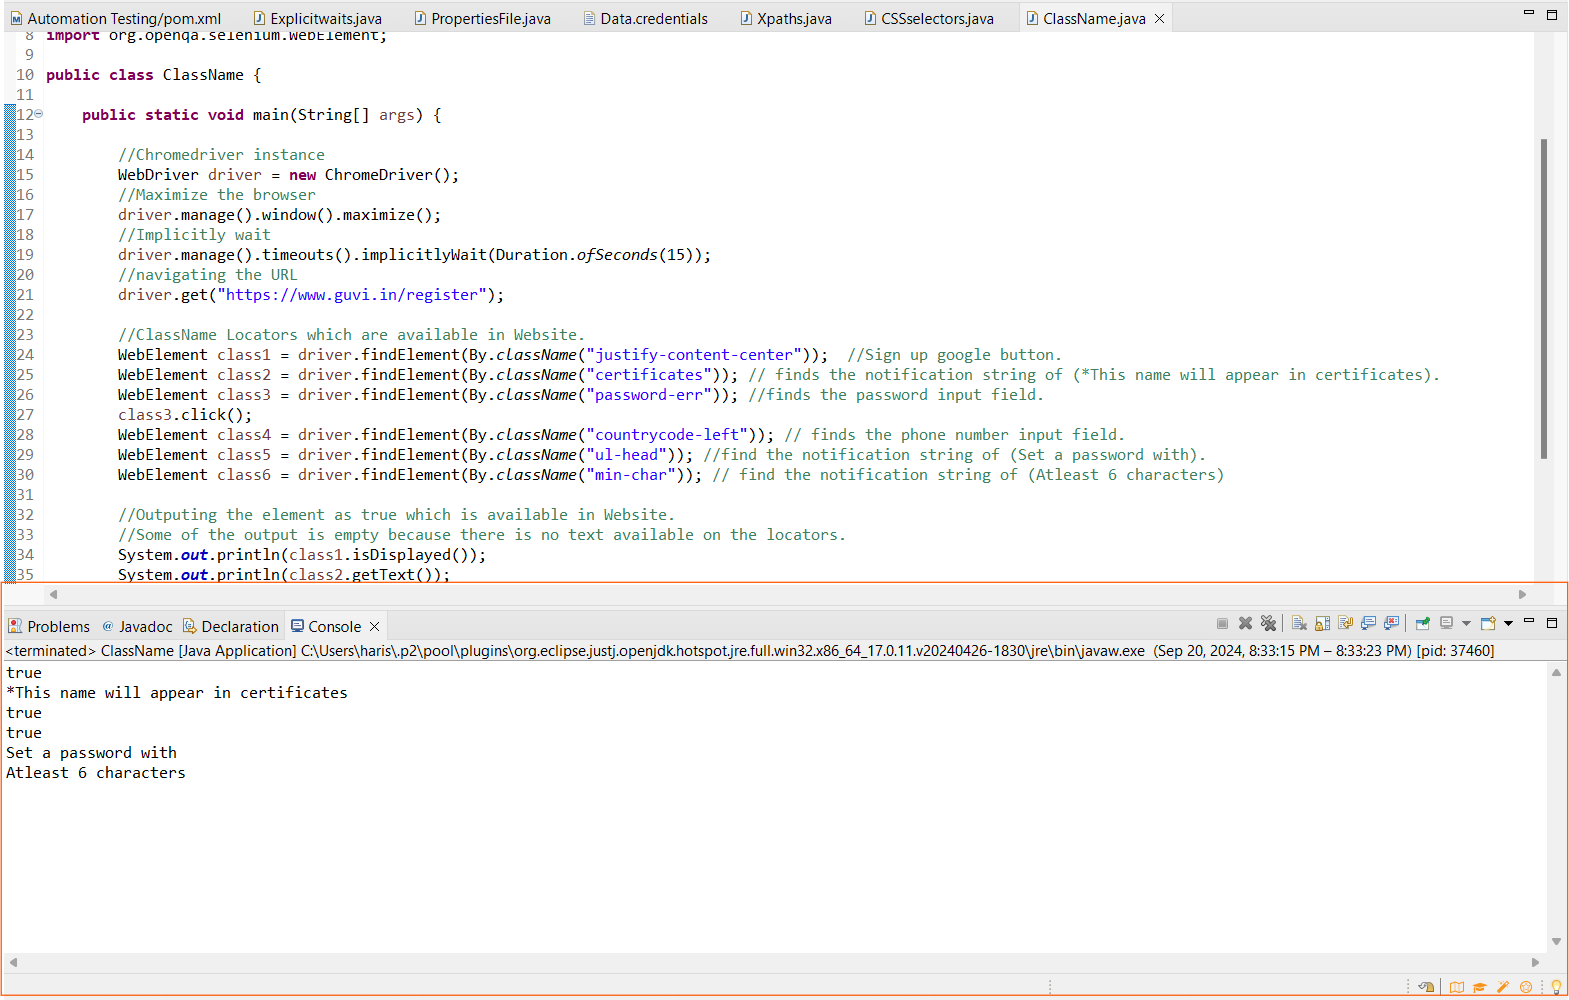 Automation Testing/pom.xml Explicitwaits.java PropertiesFile.java Data.credentials Xpaths.java CSSselectors.java ClassName.java
8 import org.openqa.selenium.WebElement;
9
10 public class ClassName {
11
12 public static void main(String[] args) {
13
14 //Chromedriver instance
15 WebDriver driver = new ChromeDriver();
16 //Maximize the browser
17 driver.manage().window().maximize();
18 //Implicitly wait
19 driver.manage().timeouts().implicitlyWait(Duration.ofSeconds(15));
20 //navigating the URL
21 driver.get("https://www.guvi.in/register");
22
23 //ClassName Locators which are available in Website.
24 WebElement class1 = driver.findElement(By.className("justify-content-center"));  //Sign up google button.
25 WebElement class2 = driver.findElement(By.className("certificates")); // finds the notification string of (*This name will appear in certificates).
26 WebElement class3 = driver.findElement(By.className("password-err")); //finds the password input field.
27 class3.click();
28 WebElement class4 = driver.findElement(By.className("countrycode-left")); // finds the phone number input field.
29 WebElement class5 = driver.findElement(By.className("ul-head")); //find the notification string of (Set a password with).
30 WebElement class6 = driver.findElement(By.className("min-char")); // find the notification string of (Atleast 6 characters)
31
32 //Outputing the element as true which is available in Website.
33 //Some of the output is empty because there is no text available on the locators.
34 System.out.println(class1.isDisplayed());
35 System.out.println(class2.getText());
Problems @ Javadoc Declaration Console
<terminated> ClassName [Java Application] C:\Users\haris\.p2\pool\plugins\org.eclipse.justj.openjdk.hotspot.jre.full.win32.x86_64_17.0.11.v20240426-1830\jre\bin\javaw.exe  (Sep 20, 2024, 8:33:15 PM – 8:33:23 PM) [pid: 37460]
true
*This name will appear in certificates
true
true
Set a password with
Atleast 6 characters